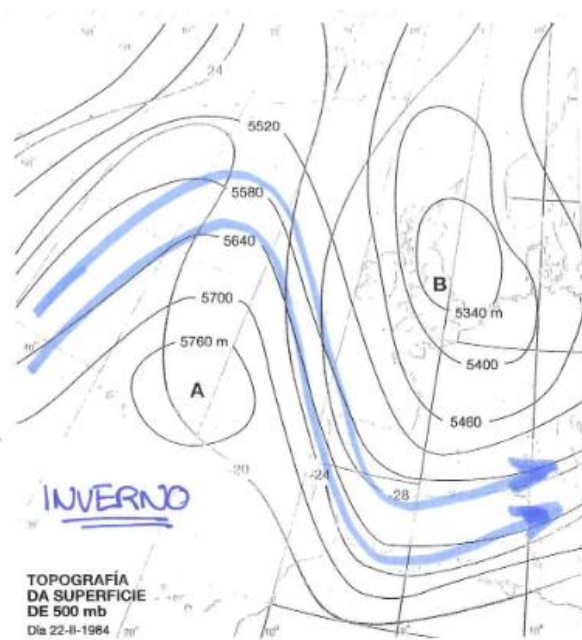 24
5520
5580
5640
5700
5760 m
A
B
5340 m
5400
5460
-20
-24
-28
INVERNO
TOPOGRAFÍA
DA SUPERFICIE
DE 500 mb
Día 22-II-1984